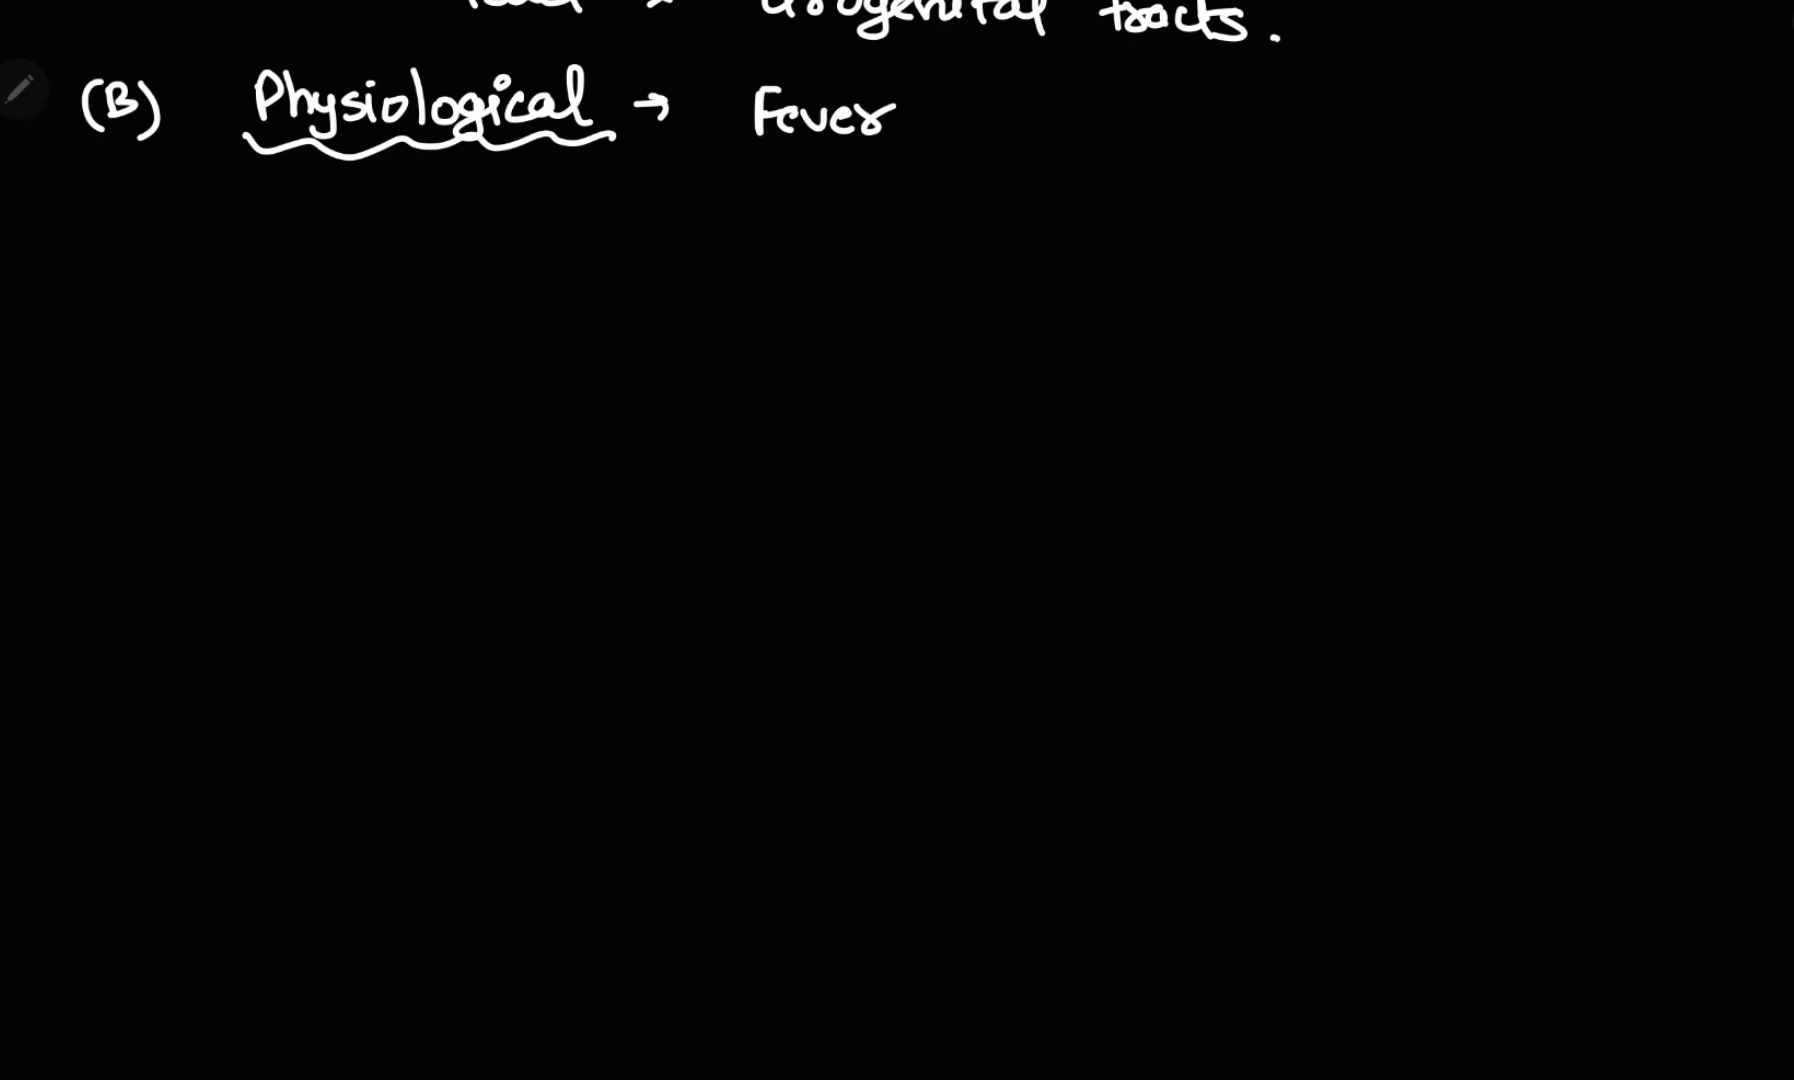 urogenital tracts.
(B) Physiological → Fever